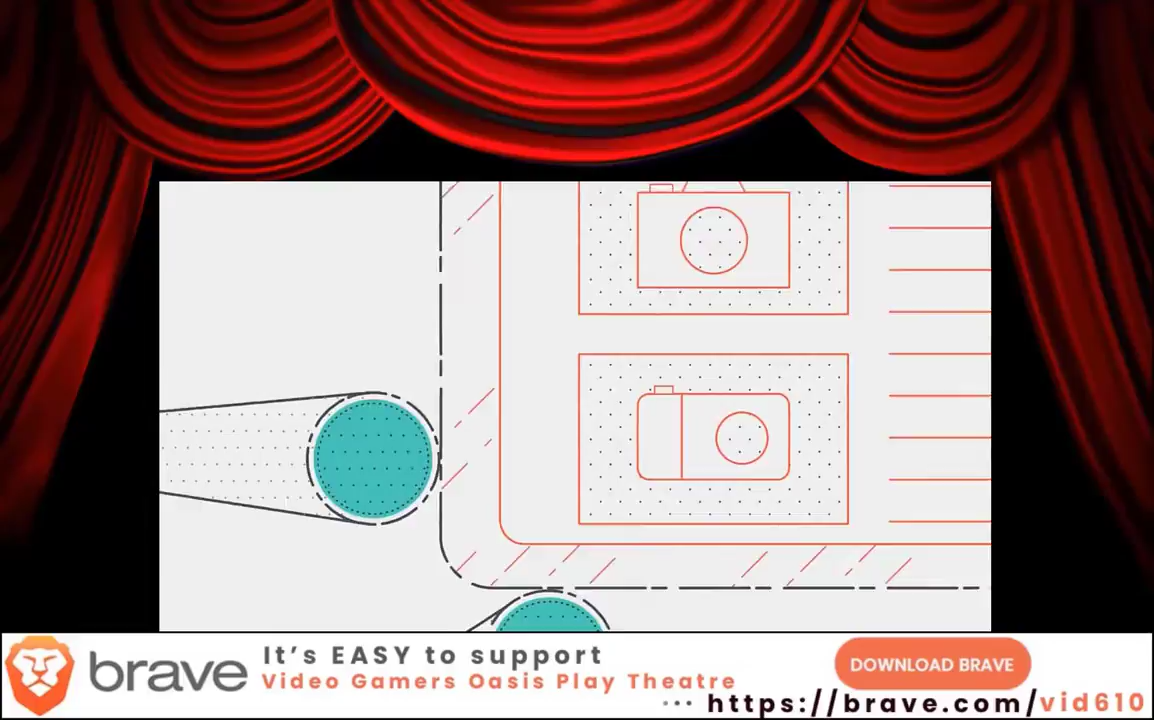 brave
It's EASY to support
Video Gamers Oasis Play Theatre
DOWNLOAD BRAVE
••• https://brave.com/vid610